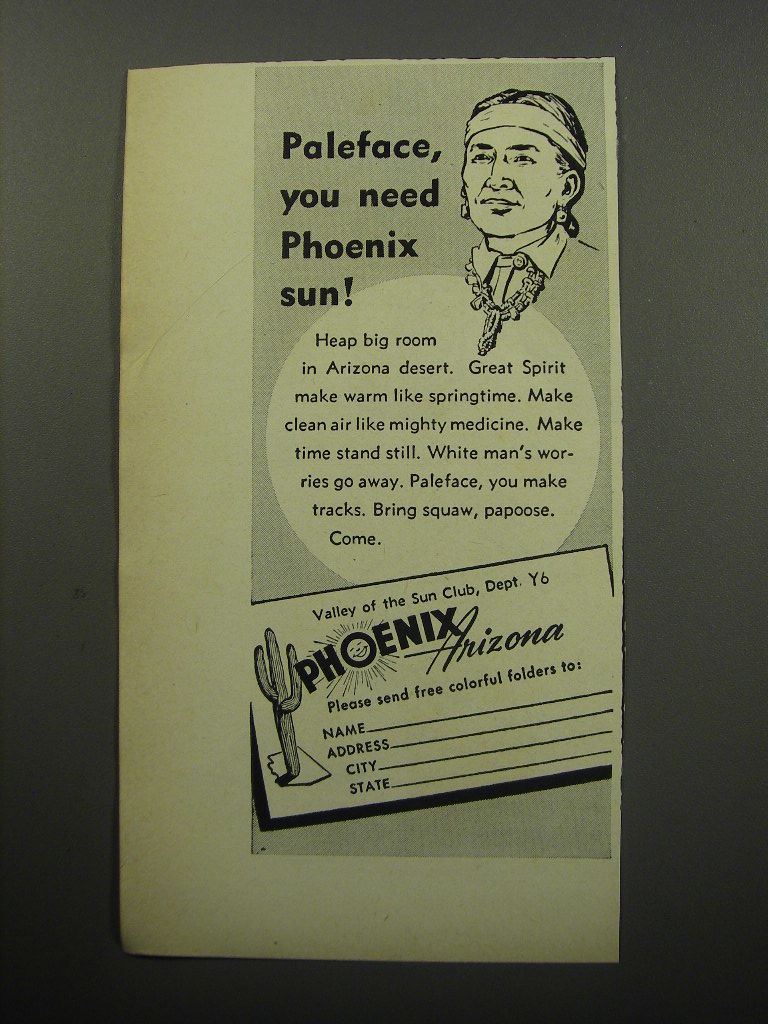 Paleface,
you need
Phoenix
sun!
Heap big room
in Arizona desert. Great Spirit
make warm like springtime. Make
clean air like mighty medicine. Make
time stand still. White man's wor-
ries go away. Paleface, you make
tracks. Bring squaw, papoose.
Come.
Valley of the Sun Club, Dept. Y6
PHOENIX
Arizona
Please send free colorful folders to:
NAME
ADDRESS
CITY
STATE